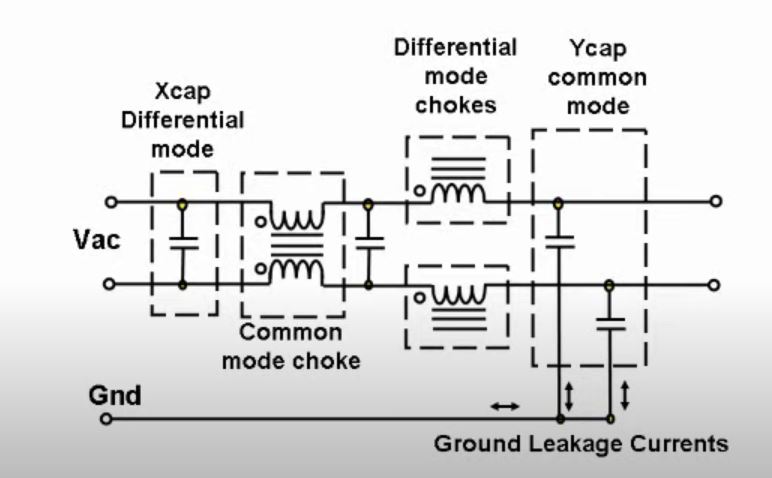 Differential
mode
chokes
Ycap
common
mode
Xcap
Differential
mode
Vac
Common
mode choke
Gnd
Ground Leakage Currents